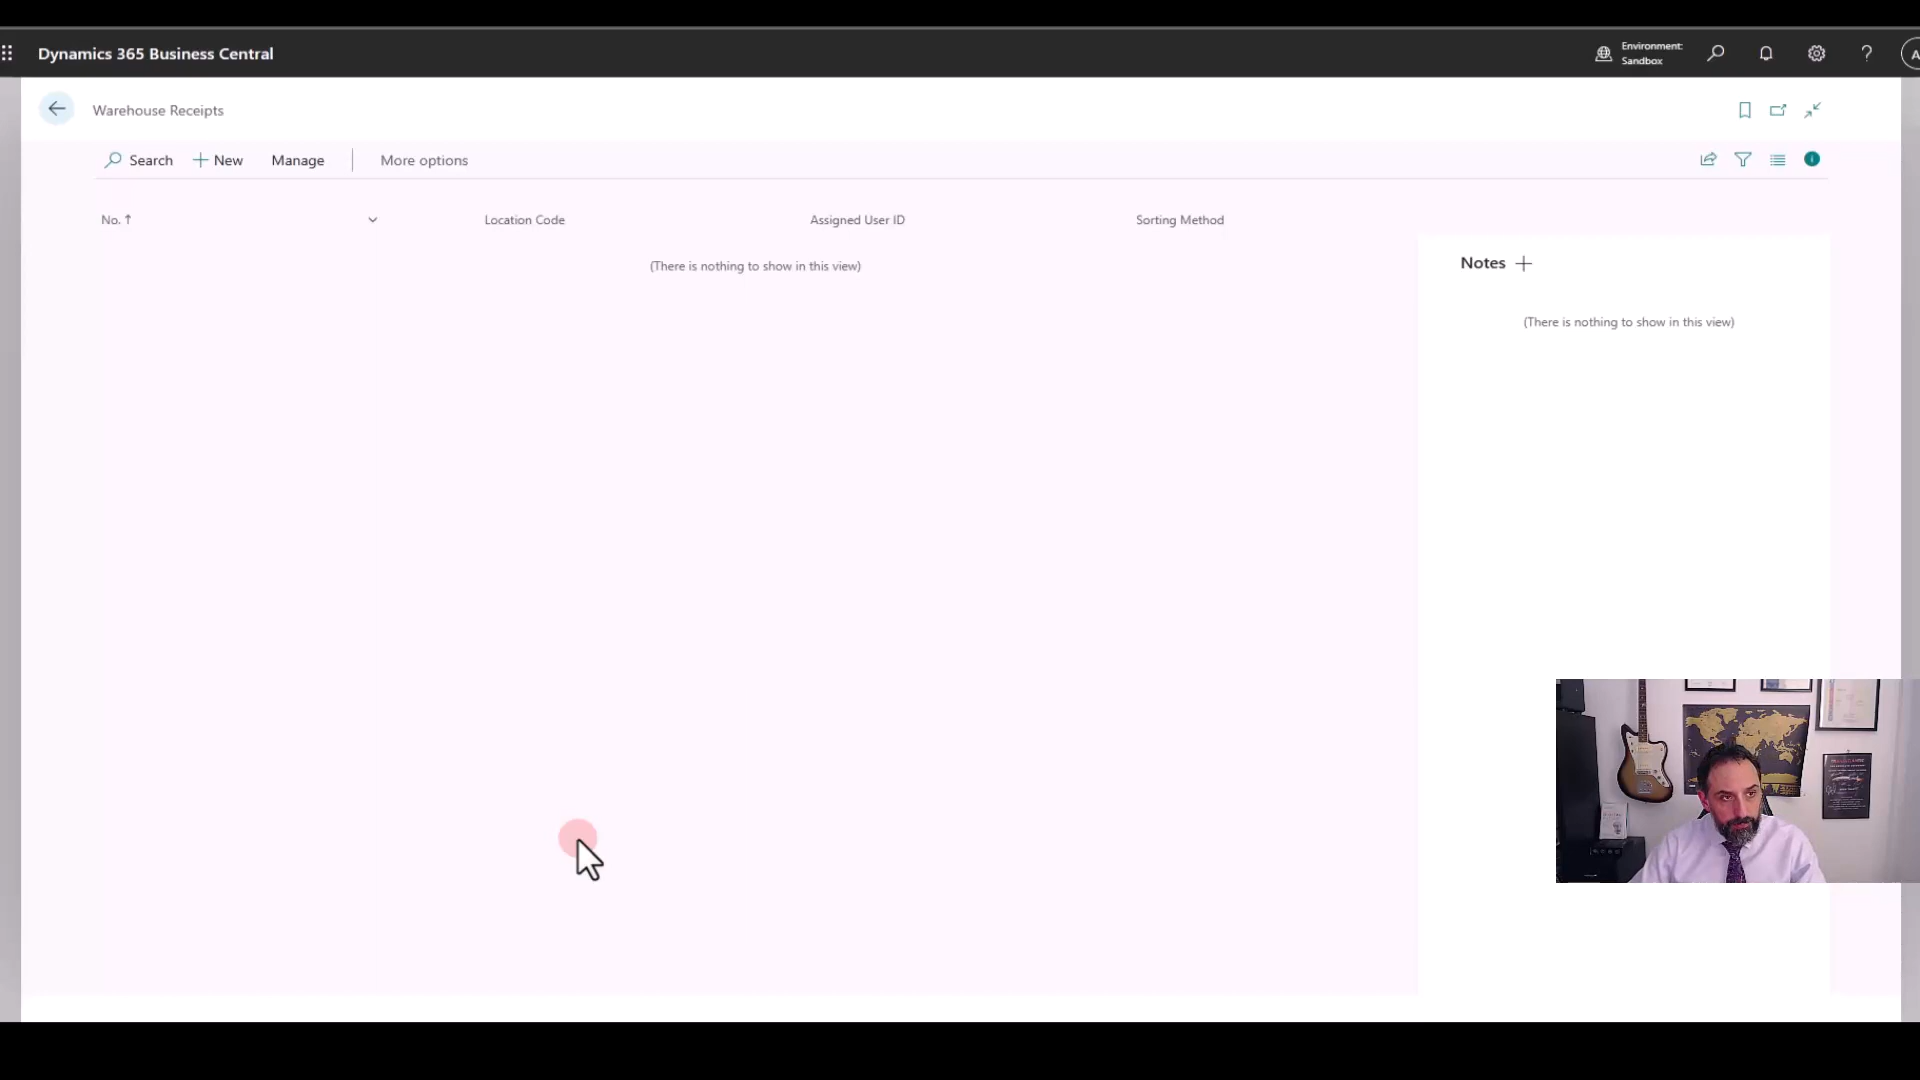 Dynamics 365 Business Central
Environment:
Sandbox
?
A
Warehouse Receipts
Search
New
Manage
More options
No. ↑
Location Code
Assigned User ID
Sorting Method
(There is nothing to show in this view)
Notes
(There is nothing to show in this view)